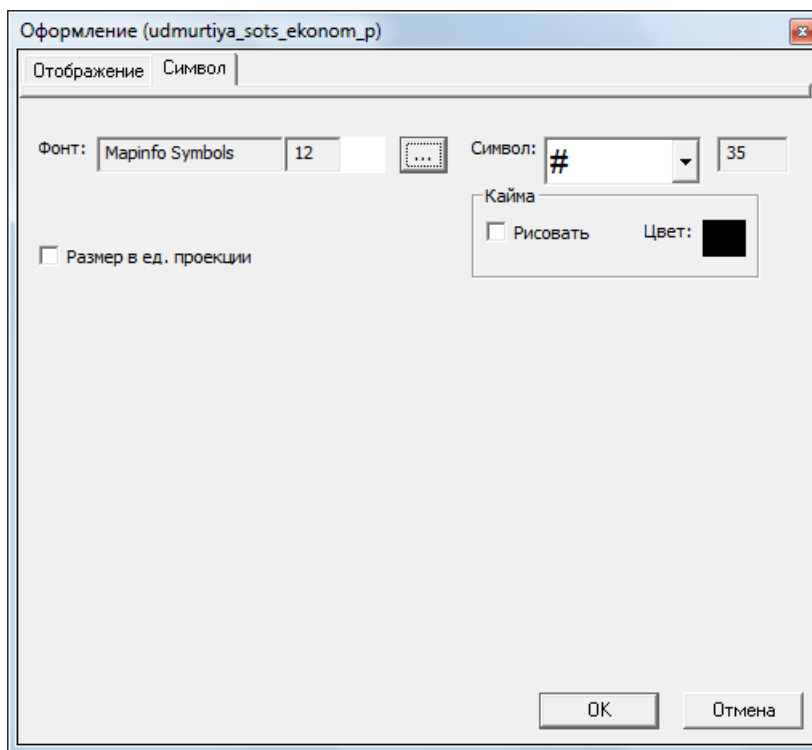 Оформление (udmurtiya_sots_ekonom_p)
Отображение Символ
Фонт: Mapinfo Symbols 12 ... Символ: # 35
Кайма
Рисовать Цвет:
Размер в ед. проекции
OK Отмена